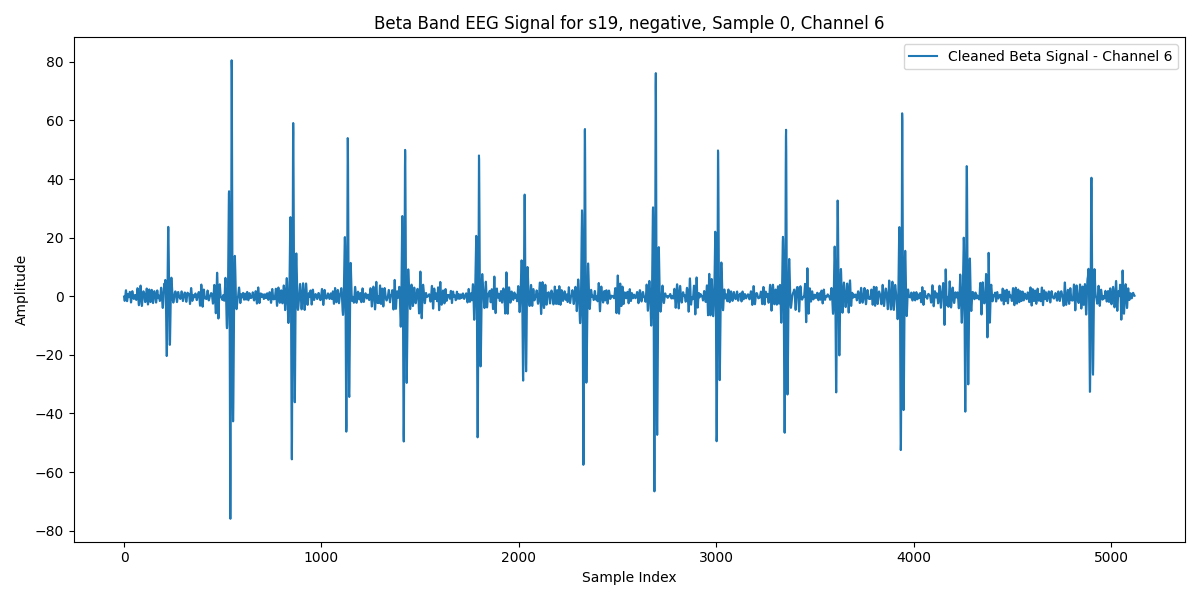 Beta Band EEG Signal for s19, negative, Sample 0, Channel 6
Cleaned Beta Signal - Channel 6
Amplitude
80
60
40
20
0
−20
−40
−60
−80
0 1000 2000 3000 4000 5000
Sample Index